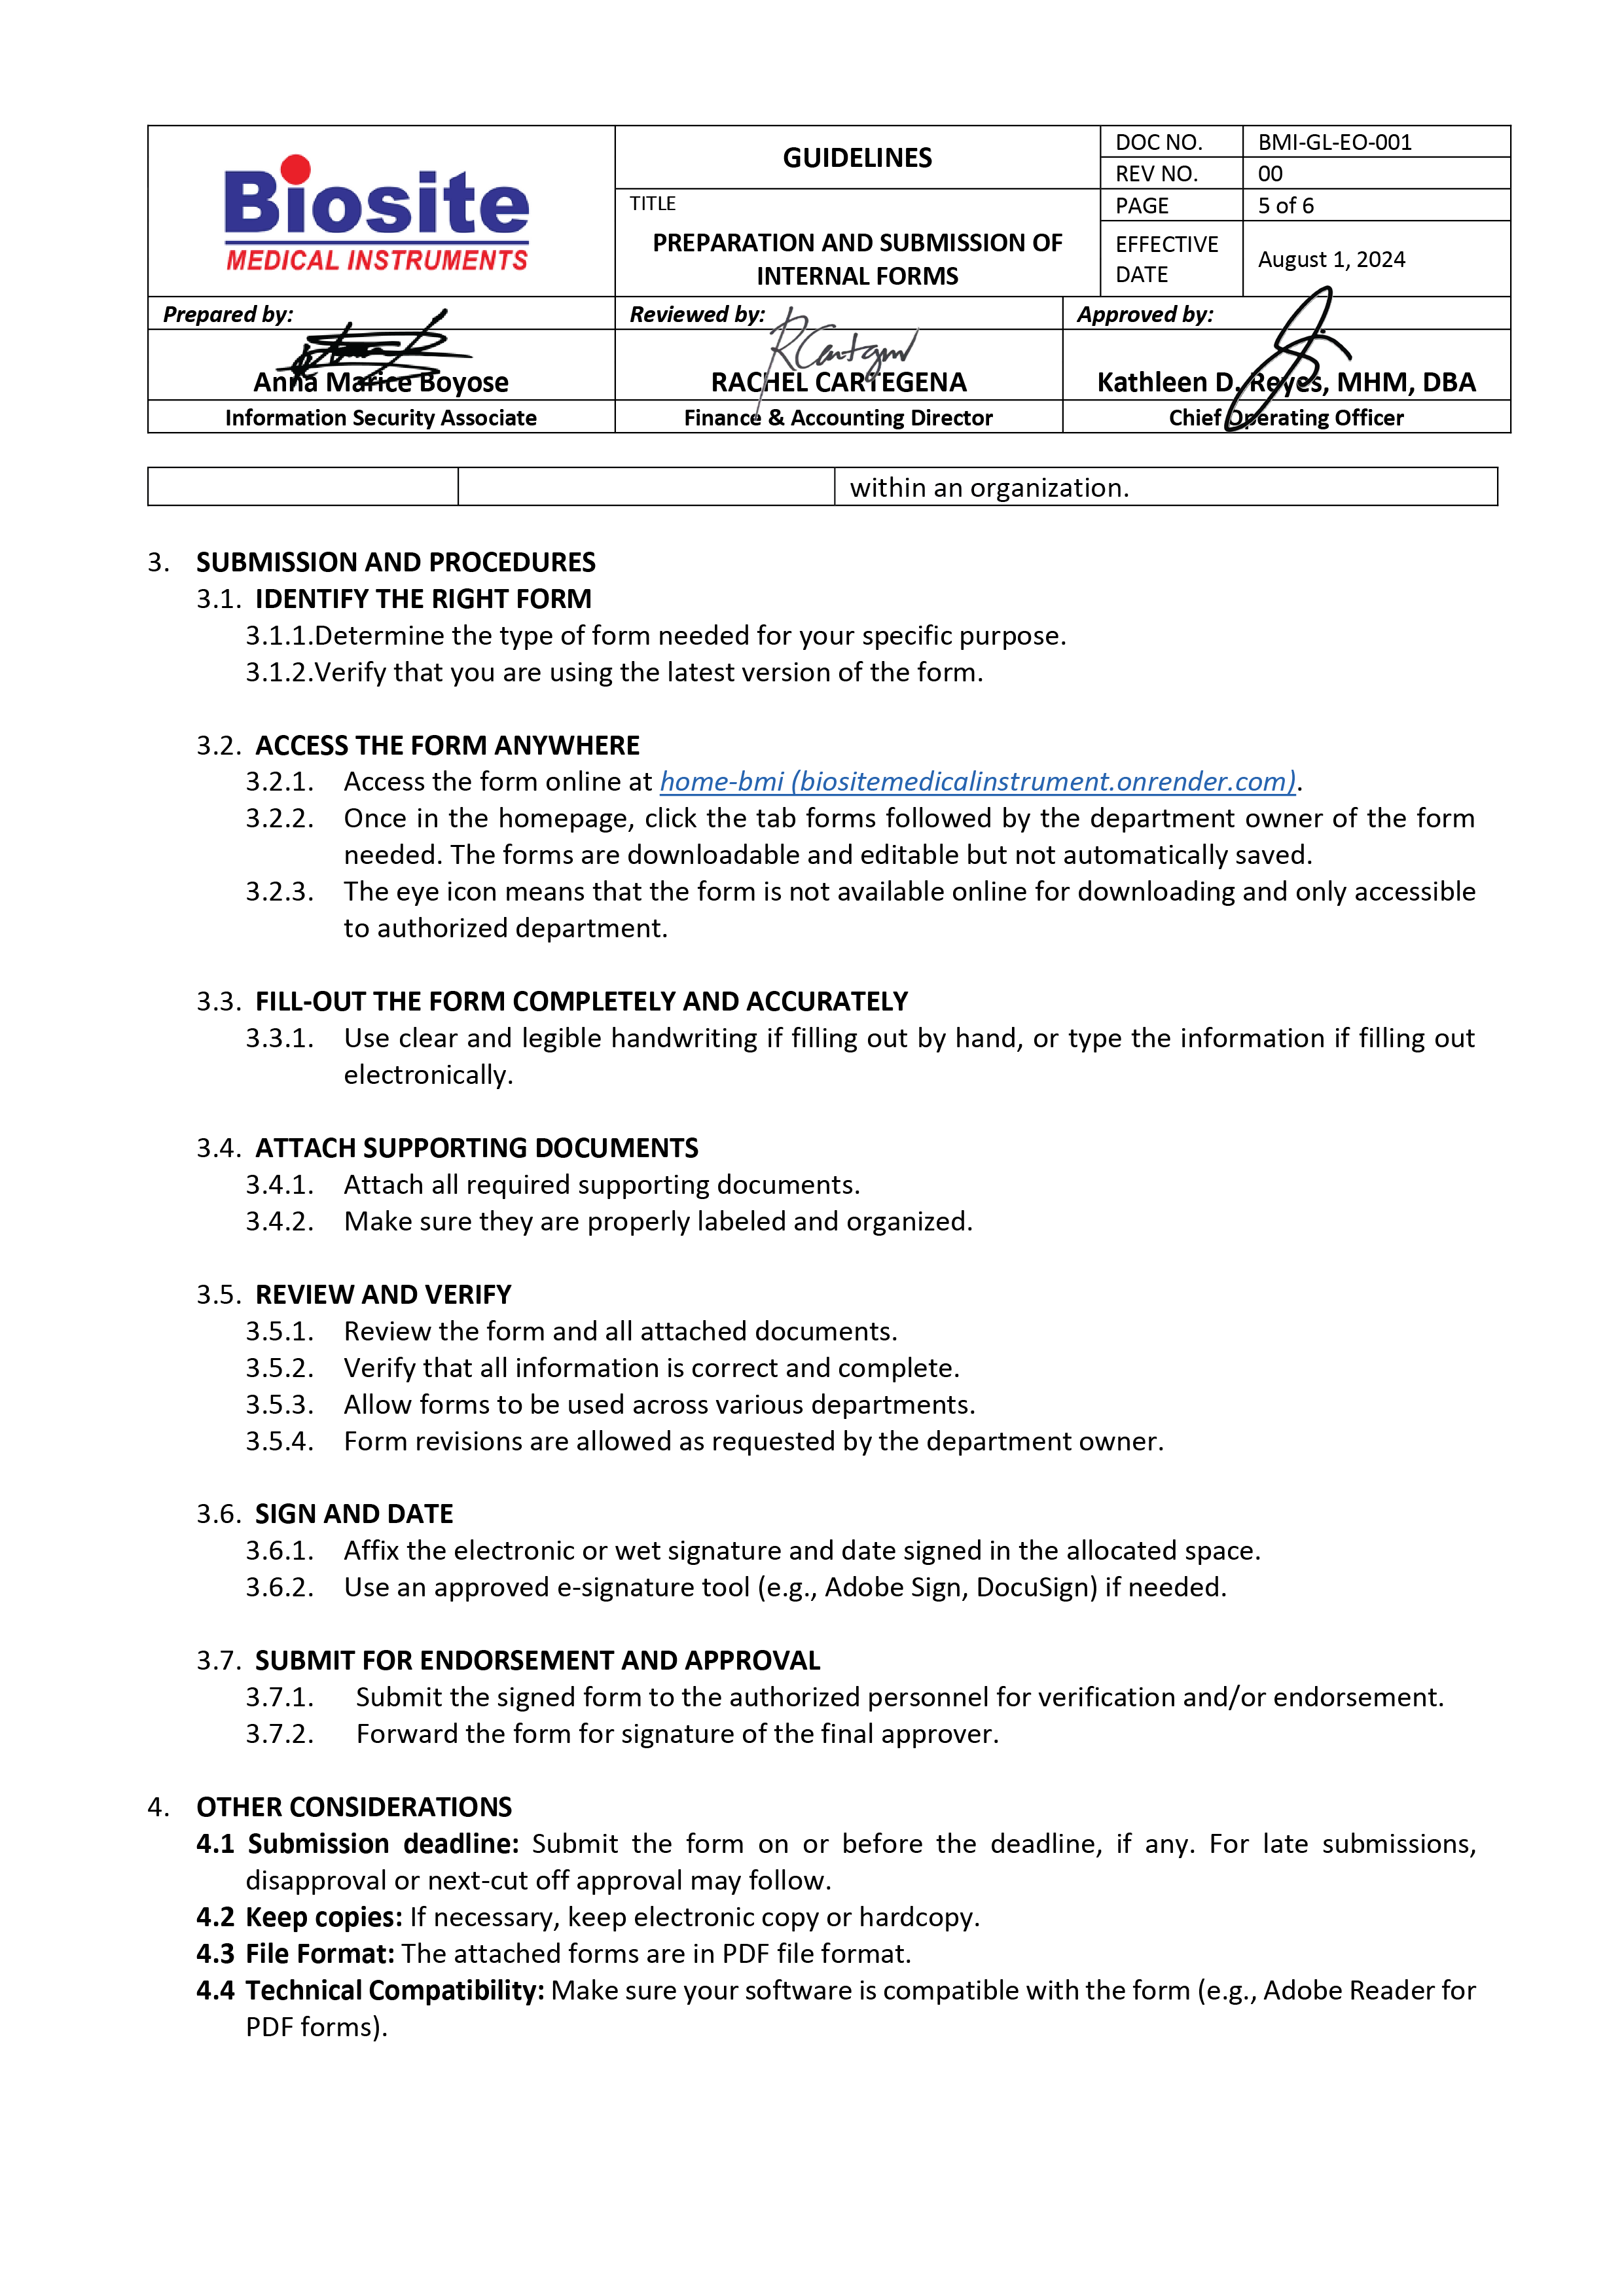 Biosite
MEDICAL INSTRUMENTS
GUIDELINES
TITLE
PREPARATION AND SUBMISSION OF
INTERNAL FORMS
DOC NO. BMI-GL-EO-001
REV NO. 00
PAGE 5 of 6
EFFECTIVE
DATE
August 1, 2024
Prepared by: Reviewed by: Approved by:
Anna Marice Boyose RACHEL CARTEGENA Kathleen D. Reyes, MHM, DBA
Information Security Associate Finance & Accounting Director Chief Operating Officer
within an organization.
3. SUBMISSION AND PROCEDURES
3.1. IDENTIFY THE RIGHT FORM
3.1.1.Determine the type of form needed for your specific purpose.
3.1.2.Verify that you are using the latest version of the form.
3.2. ACCESS THE FORM ANYWHERE
3.2.1. Access the form online at home-bmi (biositemedicalinstrument.onrender.com).
3.2.2. Once in the homepage, click the tab forms followed by the department owner of the form
needed. The forms are downloadable and editable but not automatically saved.
3.2.3. The eye icon means that the form is not available online for downloading and only accessible
to authorized department.
3.3. FILL-OUT THE FORM COMPLETELY AND ACCURATELY
3.3.1. Use clear and legible handwriting if filling out by hand, or type the information if filling out
electronically.
3.4. ATTACH SUPPORTING DOCUMENTS
3.4.1. Attach all required supporting documents.
3.4.2. Make sure they are properly labeled and organized.
3.5. REVIEW AND VERIFY
3.5.1. Review the form and all attached documents.
3.5.2. Verify that all information is correct and complete.
3.5.3. Allow forms to be used across various departments.
3.5.4. Form revisions are allowed as requested by the department owner.
3.6. SIGN AND DATE
3.6.1. Affix the electronic or wet signature and date signed in the allocated space.
3.6.2. Use an approved e-signature tool (e.g., Adobe Sign, DocuSign) if needed.
3.7. SUBMIT FOR ENDORSEMENT AND APPROVAL
3.7.1. Submit the signed form to the authorized personnel for verification and/or endorsement.
3.7.2. Forward the form for signature of the final approver.
4. OTHER CONSIDERATIONS
4.1 Submission deadline: Submit the form on or before the deadline, if any. For late submissions,
disapproval or next-cut off approval may follow.
4.2 Keep copies: If necessary, keep electronic copy or hardcopy.
4.3 File Format: The attached forms are in PDF file format.
4.4 Technical Compatibility: Make sure your software is compatible with the form (e.g., Adobe Reader for
PDF forms).